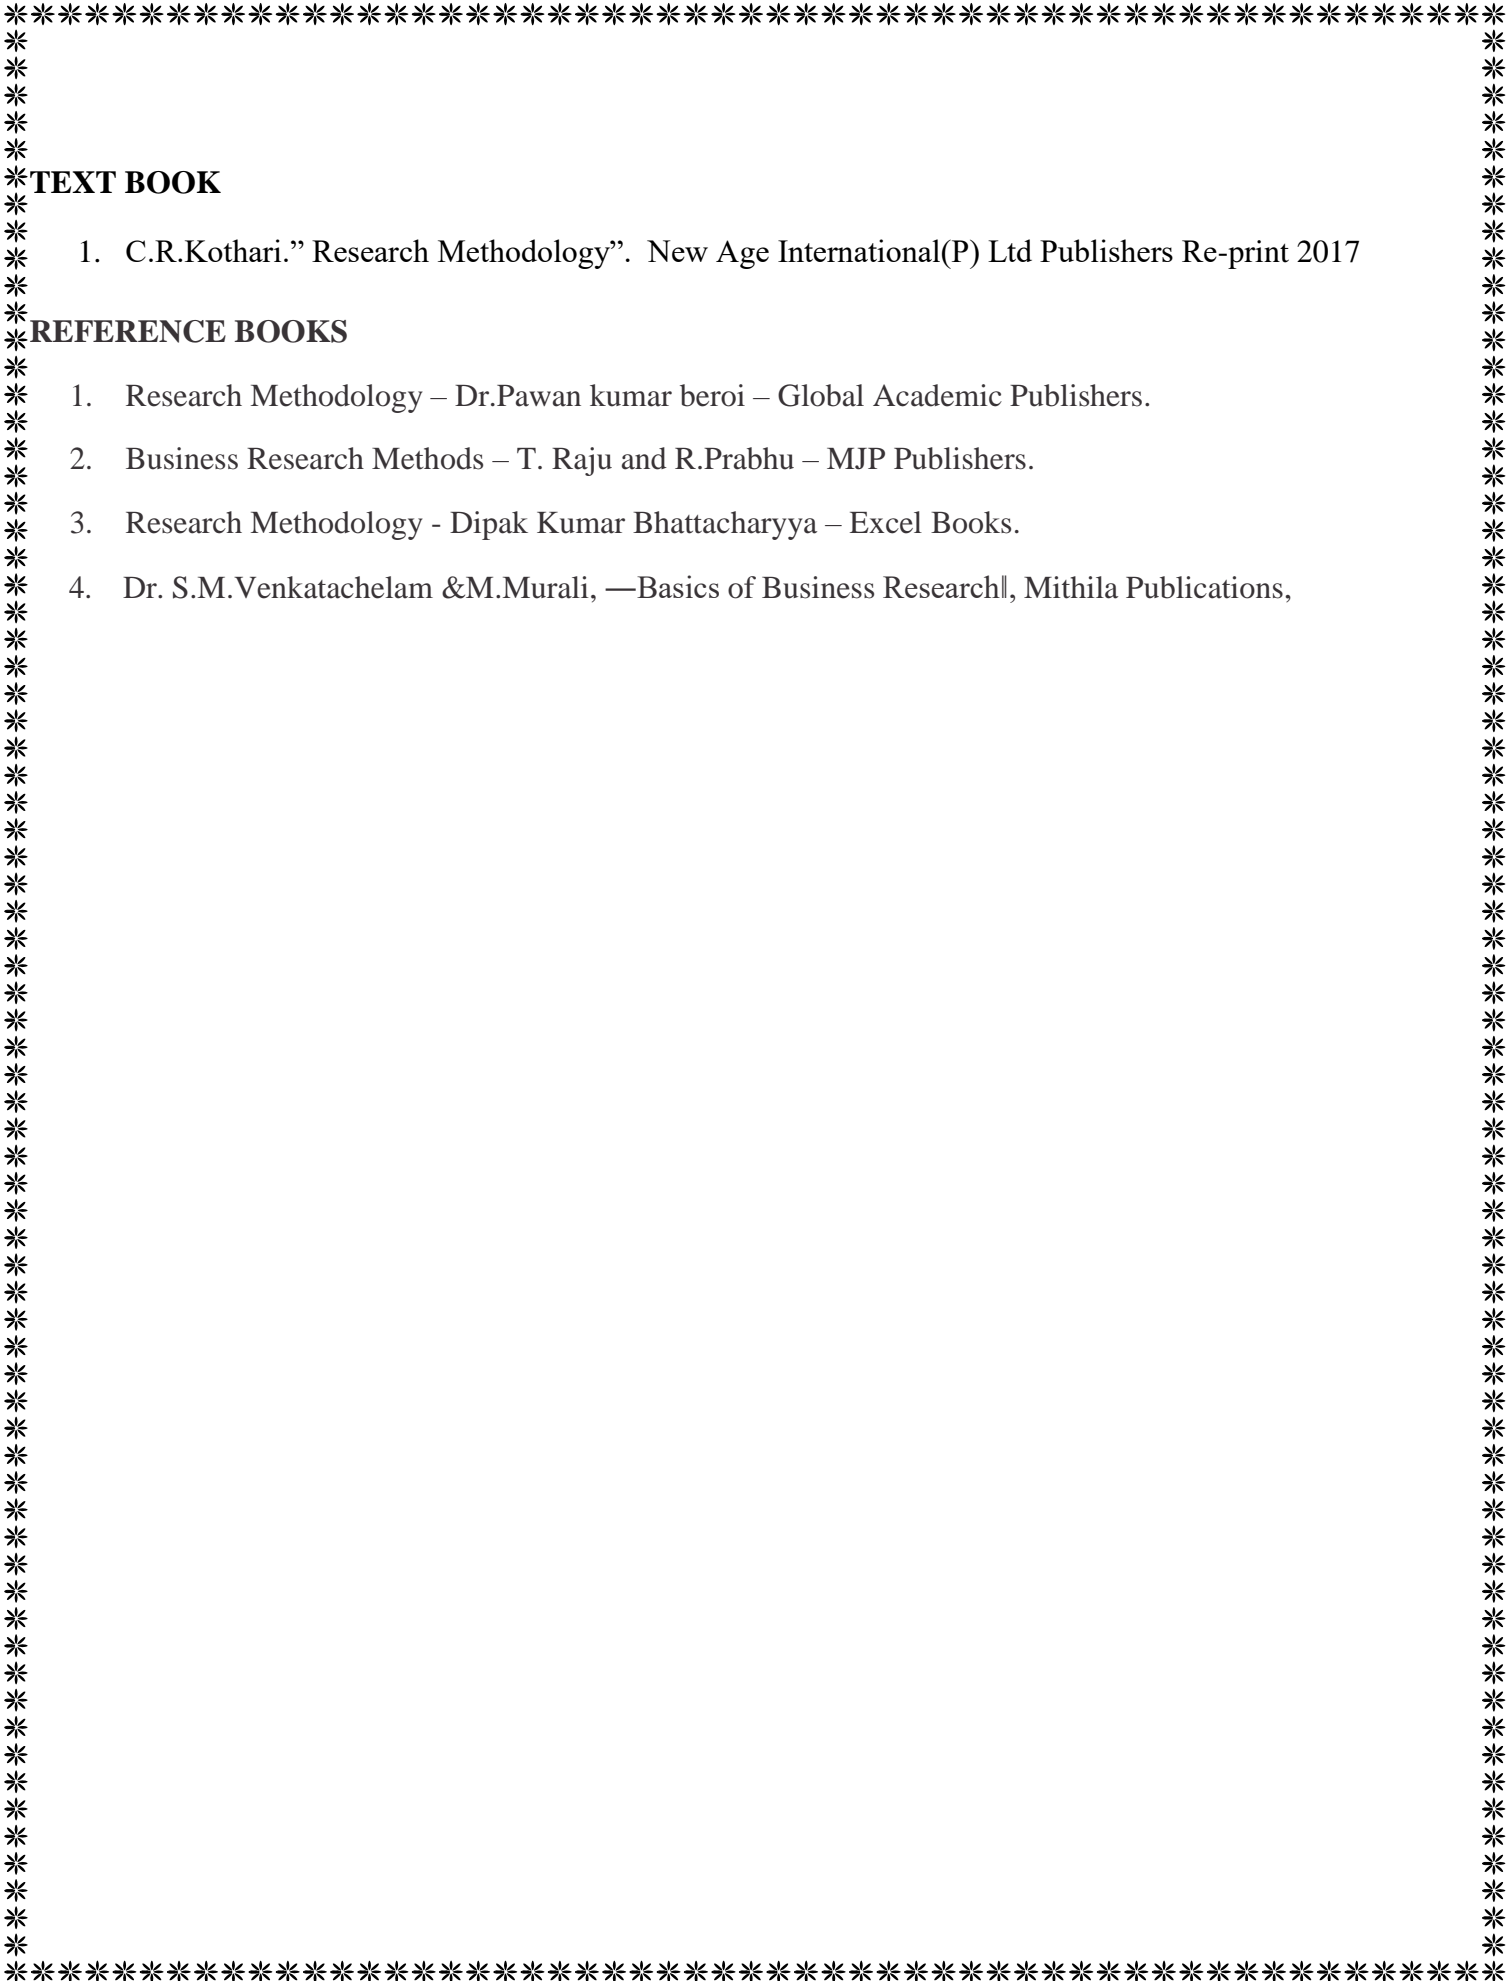 TEXT BOOK
1. C.R.Kothari.” Research Methodology”. New Age International(P) Ltd Publishers Re-print 2017
REFERENCE BOOKS
1. Research Methodology – Dr.Pawan kumar beroi – Global Academic Publishers.
2. Business Research Methods – T. Raju and R.Prabhu – MJP Publishers.
3. Research Methodology - Dipak Kumar Bhattacharyya – Excel Books.
4. Dr. S.M.Venkatachelam &M.Murali, ―Basics of Business Research‖, Mithila Publications,